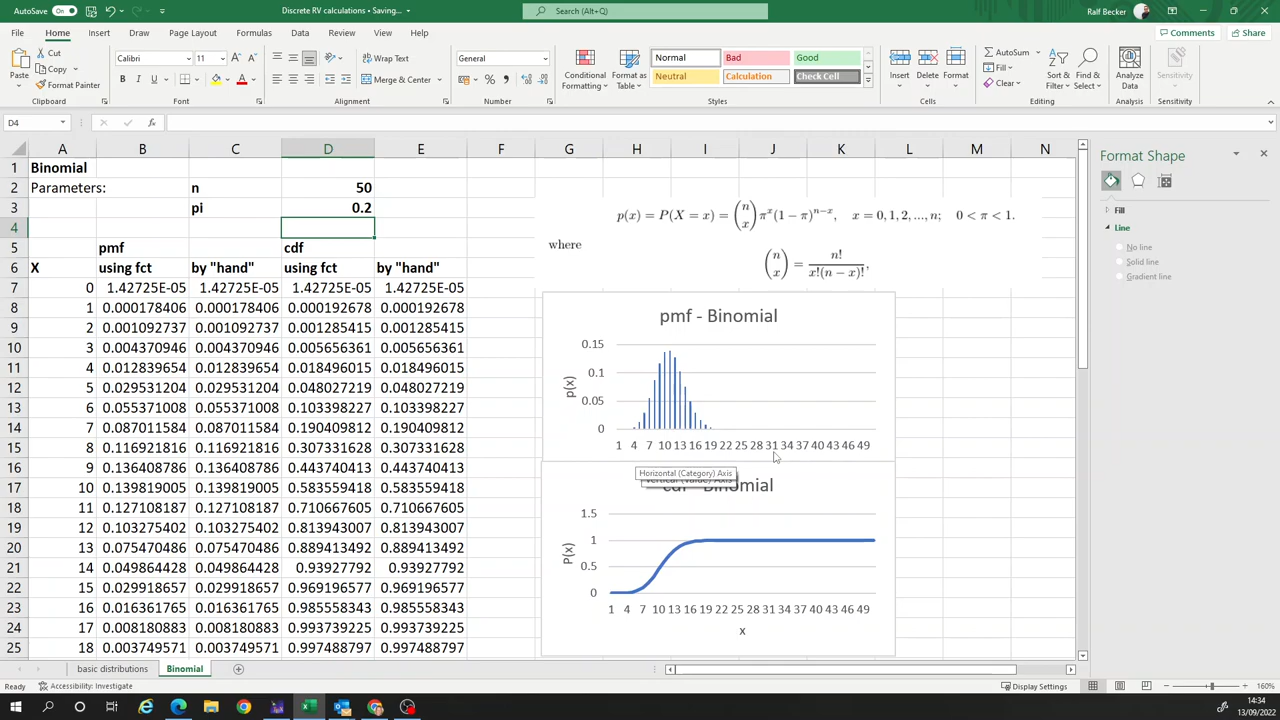 AutoSave On Discrete RV calculations • Saving... Search (Alt+Q) Ralf Becker
File Home Insert Draw Page Layout Formulas Data Review View Help Comments Share
Paste Cut Copy Format Painter Calibri 11 B I U Wrap Text Merge & Center General Conditional Formatting Format as Table Normal Bad Good Neutral Calculation Check Cell Insert Delete Format AutoSum Fill Clear Sort & Filter Find & Select Analyze Data Sensitivity
Clipboard Font Alignment Number Styles Cells Editing Analysis Sensitivity
D4 fx
A B C D E F G H I J K L M N
1 Binomial
2 Parameters: n 50
3 pi 0.2
4
5 pmf cdf
6 X using fct by "hand" using fct by "hand"
7 0 1.42725E-05 1.42725E-05 1.42725E-05 1.42725E-05
8 1 0.000178406 0.000178406 0.000192678 0.000192678
9 2 0.001092737 0.001092737 0.001285415 0.001285415
10 3 0.004370946 0.004370946 0.005656361 0.005656361
11 4 0.012839654 0.012839654 0.018496015 0.018496015
12 5 0.029531204 0.029531204 0.048027219 0.048027219
13 6 0.055371008 0.055371008 0.103398227 0.103398227
14 7 0.087011584 0.087011584 0.190409812 0.190409812
15 8 0.116921816 0.116921816 0.307331628 0.307331628
16 9 0.136408786 0.136408786 0.443740413 0.443740413
17 10 0.139819005 0.139819005 0.583559418 0.583559418
18 11 0.127108187 0.127108187 0.710667605 0.710667605
19 12 0.103275402 0.103275402 0.813943007 0.813943007
20 13 0.075470486 0.075470486 0.889413492 0.889413492
21 14 0.049864428 0.049864428 0.93927792 0.93927792
22 15 0.029918657 0.029918657 0.969196577 0.969196577
23 16 0.016361765 0.016361765 0.985558343 0.985558343
24 17 0.008180883 0.008180883 0.993739225 0.993739225
25 18 0.003749571 0.003749571 0.997488797 0.997488797
p(x) = P(X = x) = (n x) π^x (1 − π)^{n−x}, x = 0, 1, 2, ..., n; 0 < π < 1.
where
(n x) = n! / x!(n − x)!,
pmf - Binomial
0.15
0.1
0.05
0
p(x)
1 4 7 10 13 16 19 22 25 28 31 34 37 40 43 46 49
Horizontal (Category) Axis
Vertical (Value) Axis
cdf - Binomial
1.5
1
0.5
0
P(x)
1 4 7 10 13 16 19 22 25 28 31 34 37 40 43 46 49
x
Format Shape
Fill
Line
No line
Solid line
Gradient line
basic distributions Binomial
Ready Accessibility: Investigate Display Settings 160%
14:34
13/09/2022